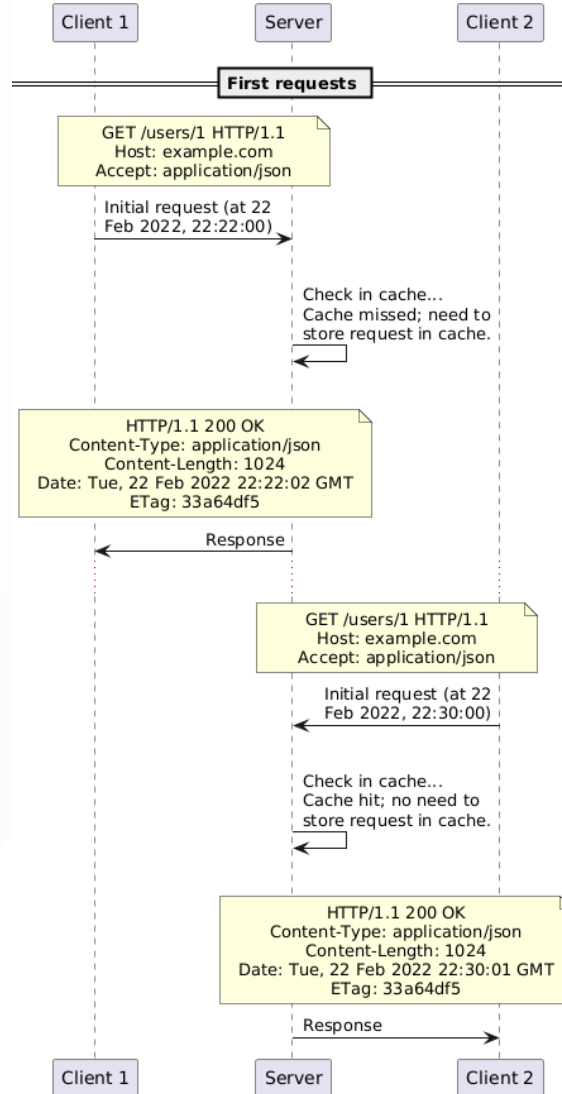 Client 1
Server
Client 2
First requests
GET /users/1 HTTP/1.1
Host: example.com
Accept: application/json
Initial request (at 22
Feb 2022, 22:22:00)
Check in cache...
Cache missed; need to
store request in cache.
HTTP/1.1 200 OK
Content-Type: application/json
Content-Length: 1024
Date: Tue, 22 Feb 2022 22:22:02 GMT
ETag: 33a64df5
Response
GET /users/1 HTTP/1.1
Host: example.com
Accept: application/json
Initial request (at 22
Feb 2022, 22:30:00)
Check in cache...
Cache hit; no need to
store request in cache.
HTTP/1.1 200 OK
Content-Type: application/json
Content-Length: 1024
Date: Tue, 22 Feb 2022 22:30:01 GMT
ETag: 33a64df5
Response
Client 1
Server
Client 2